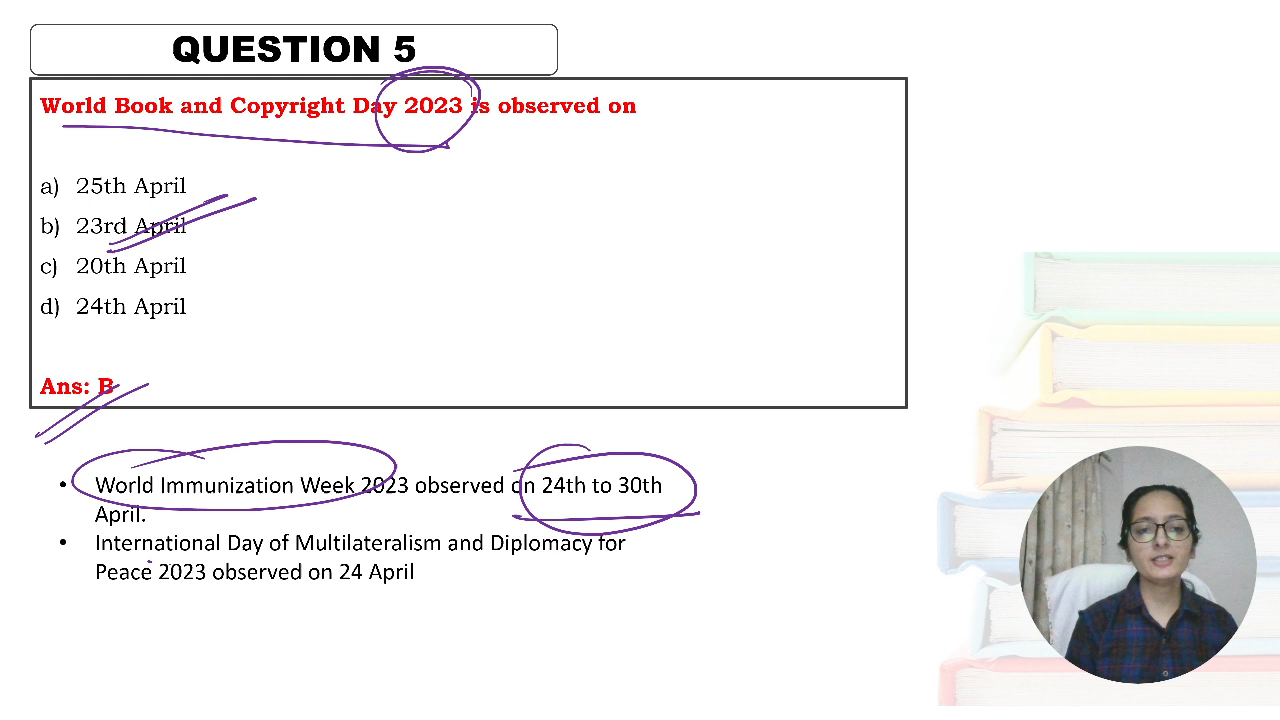 QUESTION 5
World Book and Copyright Day 2023 is observed on
a) 25th April
b) 23rd April
c) 20th April
d) 24th April
Ans: B
• World Immunization Week 2023 observed on 24th to 30th
April.
• International Day of Multilateralism and Diplomacy for
Peace 2023 observed on 24 April